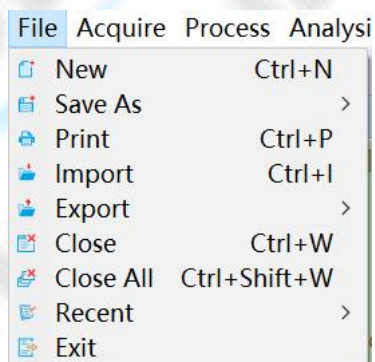 File Acquire Process Analysi
New Ctrl+N
Save As >
Print Ctrl+P
Import Ctrl+I
Export >
Close Ctrl+W
Close All Ctrl+Shift+W
Recent >
Exit